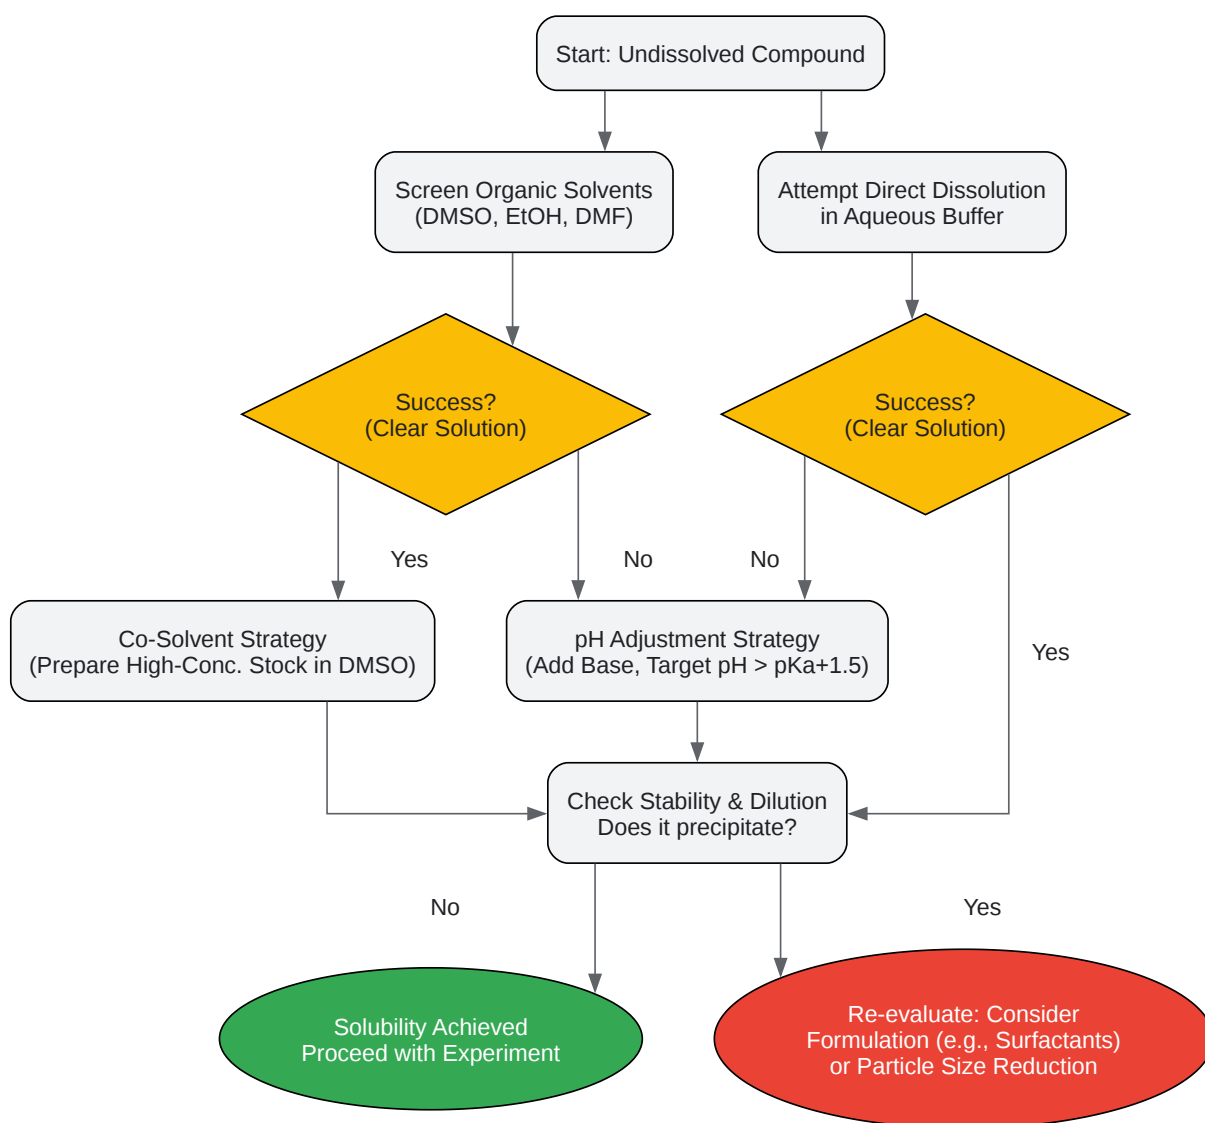 Start: Undissolved Compound
Screen Organic Solvents
(DMSO, EtOH, DMF)
Attempt Direct Dissolution
in Aqueous Buffer
Success?
(Clear Solution)
Success?
(Clear Solution)
Yes
No
No
Yes
Co-Solvent Strategy
(Prepare High-Conc. Stock in DMSO)
pH Adjustment Strategy
(Add Base, Target pH > pKa+1.5)
Check Stability & Dilution
Does it precipitate?
No
Yes
Solubility Achieved
Proceed with Experiment
Re-evaluate: Consider
Formulation (e.g., Surfactants)
or Particle Size Reduction